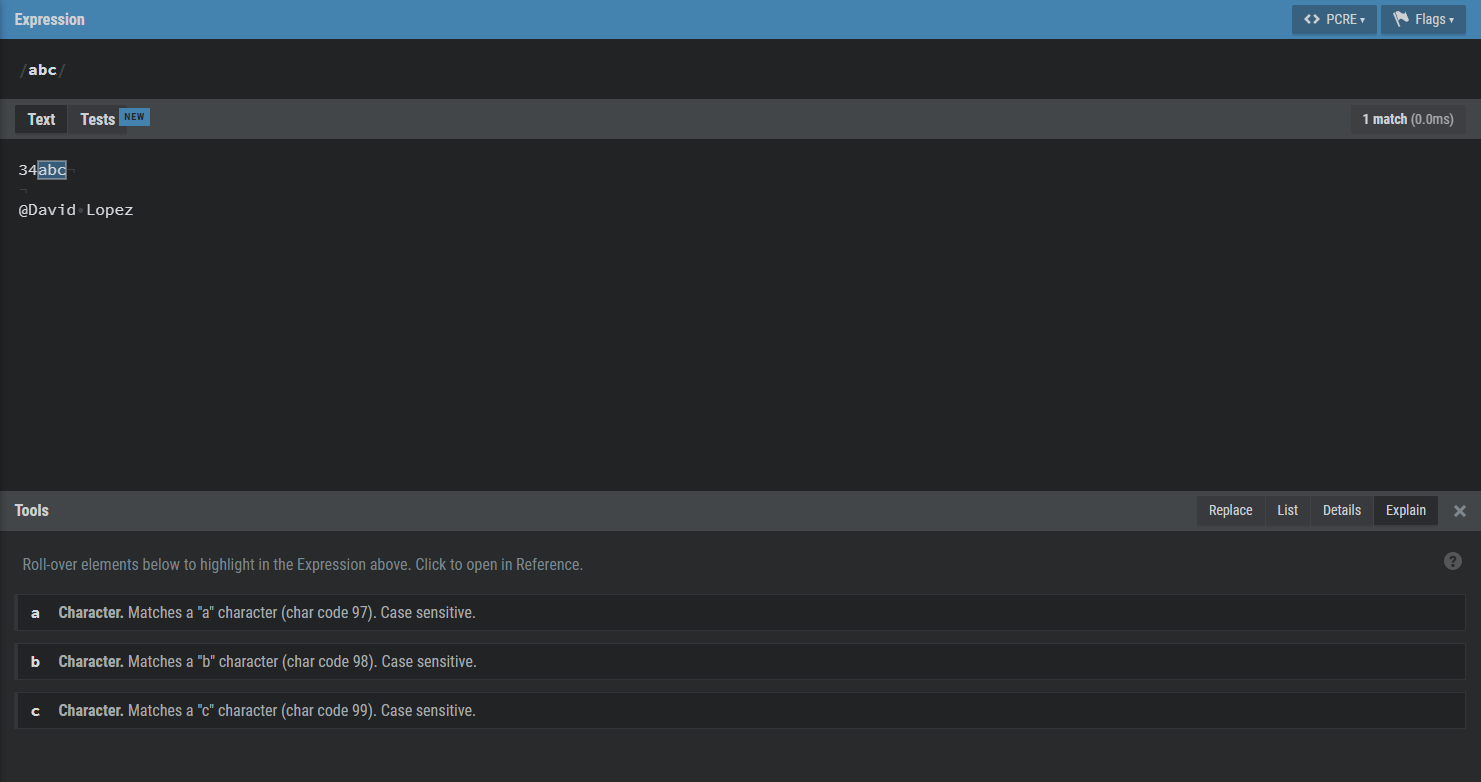 Expression
<> PCRE ▾ Flags ▾
/abc/
Text Tests NEW 1 match (0.0ms)
34abc¬
¬
@David•Lopez
Tools Replace List Details Explain ×
Roll-over elements below to highlight in the Expression above. Click to open in Reference. ?
a Character. Matches a "a" character (char code 97). Case sensitive.
b Character. Matches a "b" character (char code 98). Case sensitive.
c Character. Matches a "c" character (char code 99). Case sensitive.